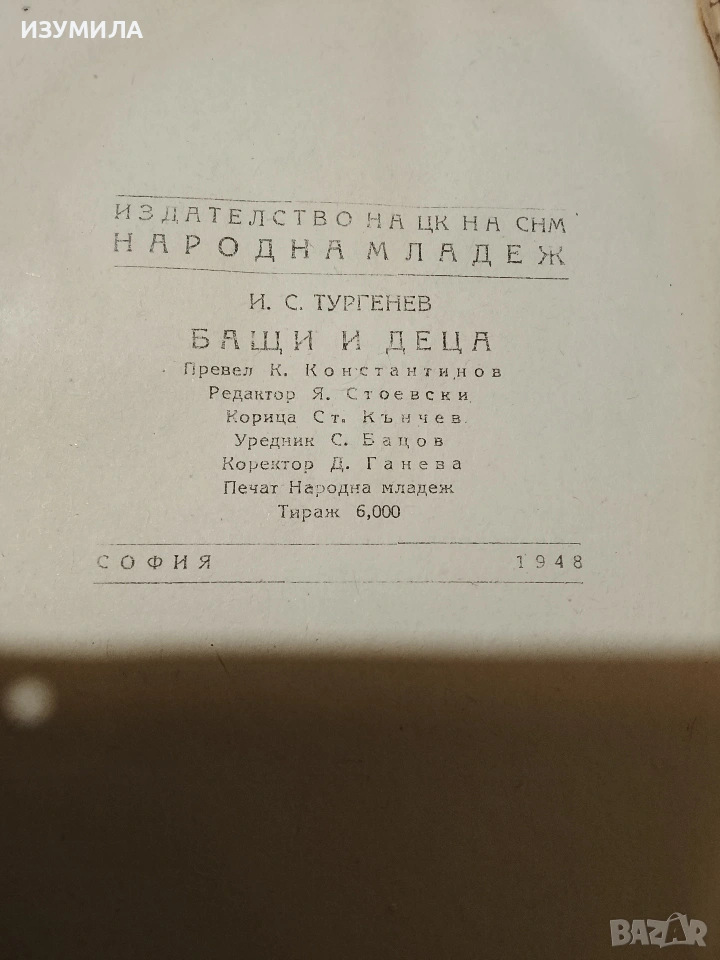 ИЗУМИЛА
ИЗДАТЕЛСТВО НА ЦК НА СНМ
НАРОДНА МЛАДЕЖ
И. С. ТУРГЕНЕВ
БАЩИ И ДЕЦА
Превел К. Константинов
Редактор Я. Стоевски
Корица Ст. Кънчев
Уредник С. Бацов
Коректор Д. Ганева
Печат Народна младеж
Тираж 6,000
СОФИЯ 1948
BAZAR